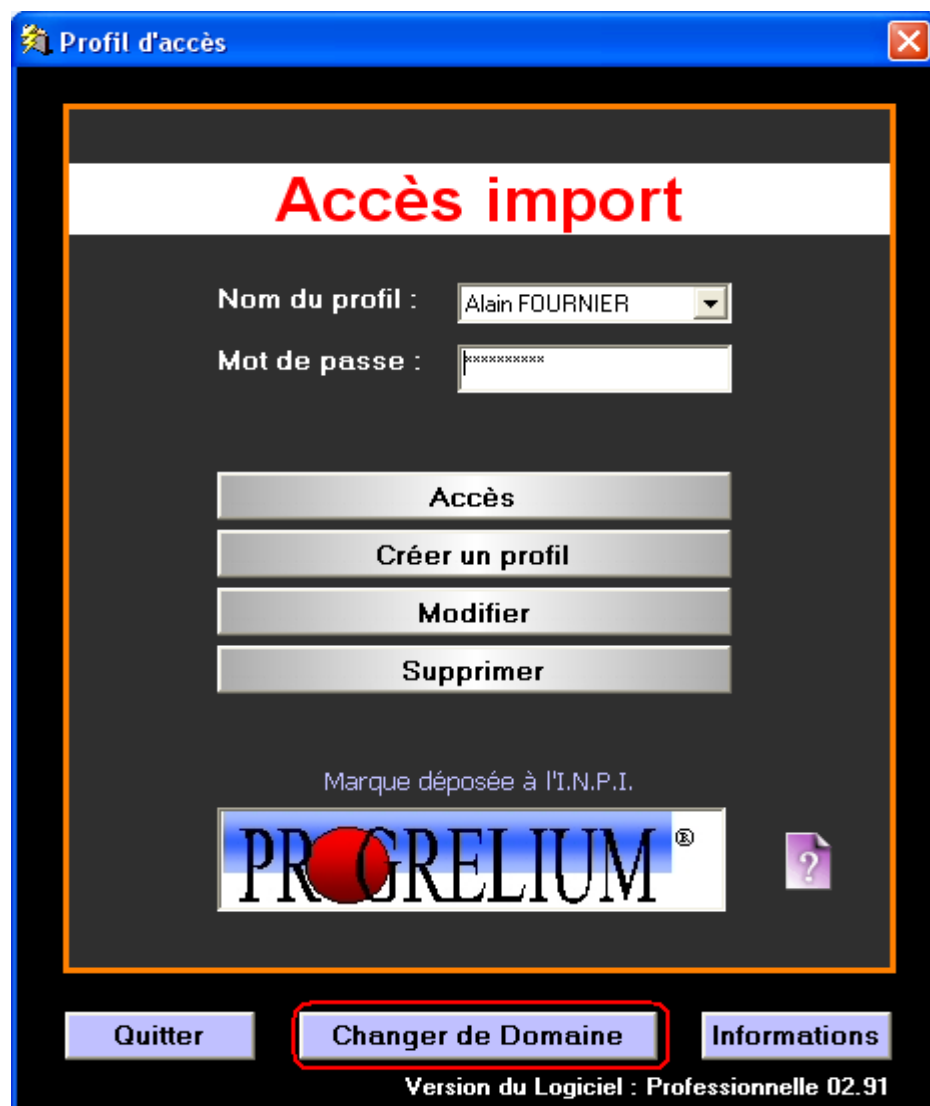 Profil d'accès
Accès import
Nom du profil : Alain FOURNIER
Mot de passe : **********
Accès
Créer un profil
Modifier
Supprimer
Marque déposée à l'I.N.P.I.
PROGRELIUM ®
?
Quitter Changer de Domaine Informations
Version du Logiciel : Professionnelle 02.91